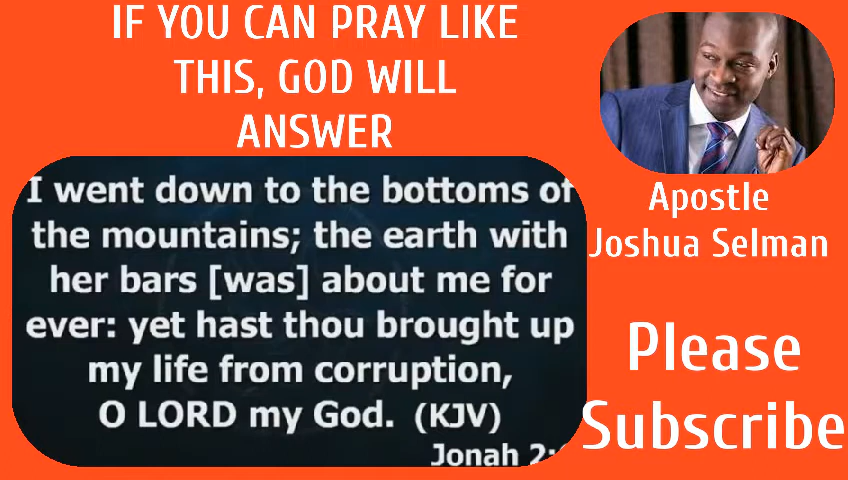 IF YOU CAN PRAY LIKE
THIS, GOD WILL
ANSWER
I went down to the bottoms of
the mountains; the earth with
her bars [was] about me for
ever: yet hast thou brought up
my life from corruption,
O LORD my God. (KJV)
Jonah 2:
Apostle
Joshua Selman
Please
Subscribe